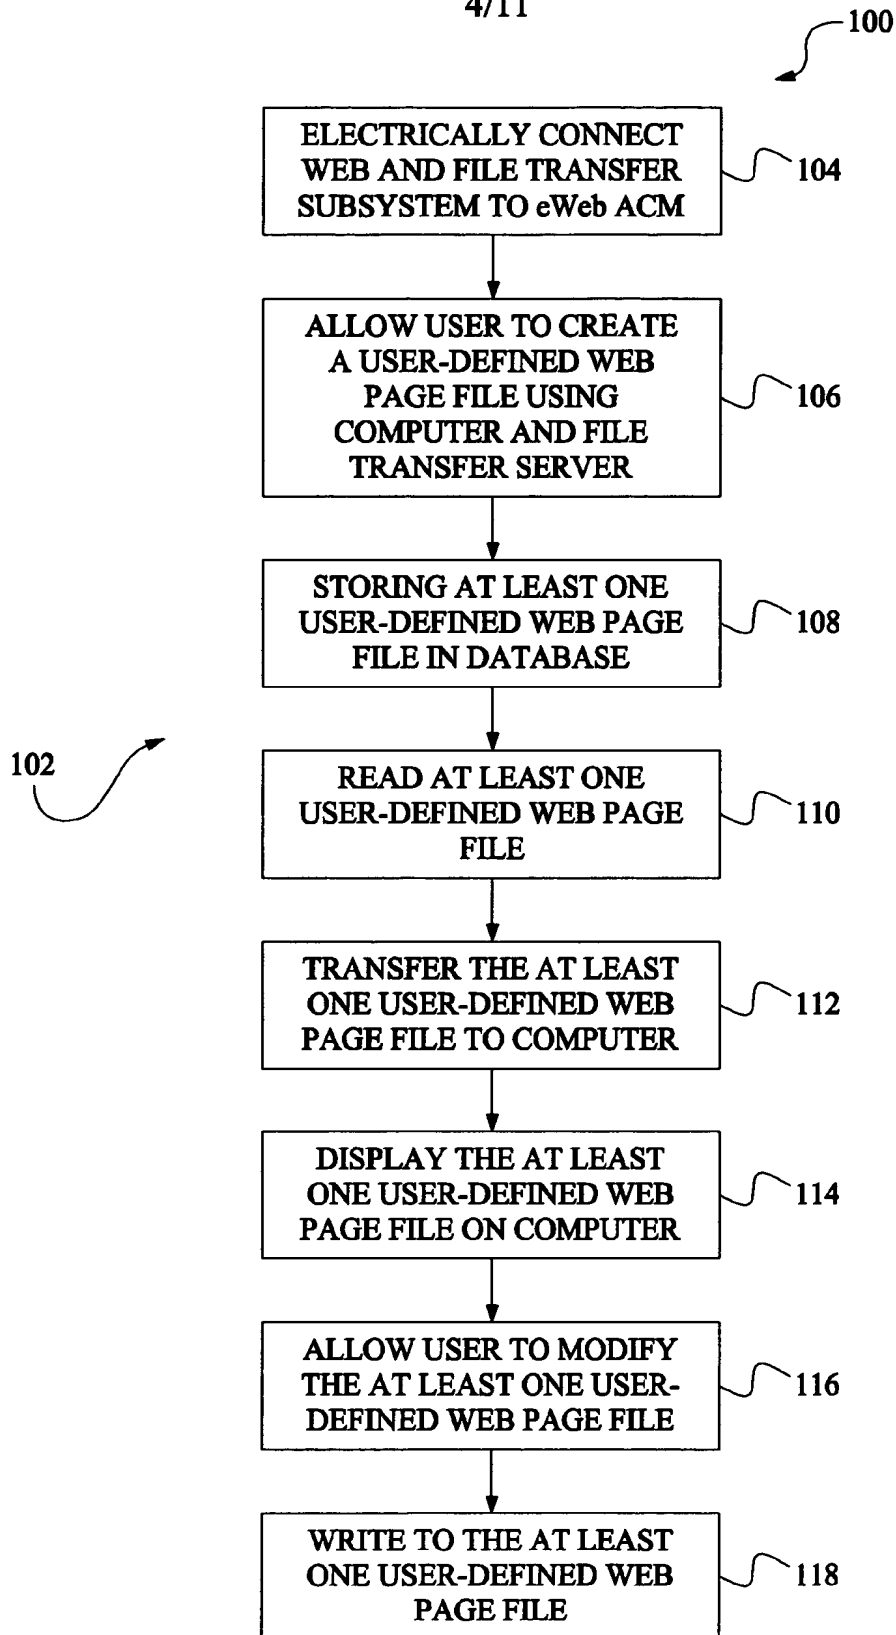 4/11
100
ELECTRICALLY CONNECT
WEB AND FILE TRANSFER
SUBSYSTEM TO eWeb ACM
104
ALLOW USER TO CREATE
A USER-DEFINED WEB
PAGE FILE USING
COMPUTER AND FILE
TRANSFER SERVER
106
STORING AT LEAST ONE
USER-DEFINED WEB PAGE
FILE IN DATABASE
108
102
READ AT LEAST ONE
USER-DEFINED WEB PAGE
FILE
110
TRANSFER THE AT LEAST
ONE USER-DEFINED WEB
PAGE FILE TO COMPUTER
112
DISPLAY THE AT LEAST
ONE USER-DEFINED WEB
PAGE FILE ON COMPUTER
114
ALLOW USER TO MODIFY
THE AT LEAST ONE USER-
DEFINED WEB PAGE FILE
116
WRITE TO THE AT LEAST
ONE USER-DEFINED WEB
PAGE FILE
118